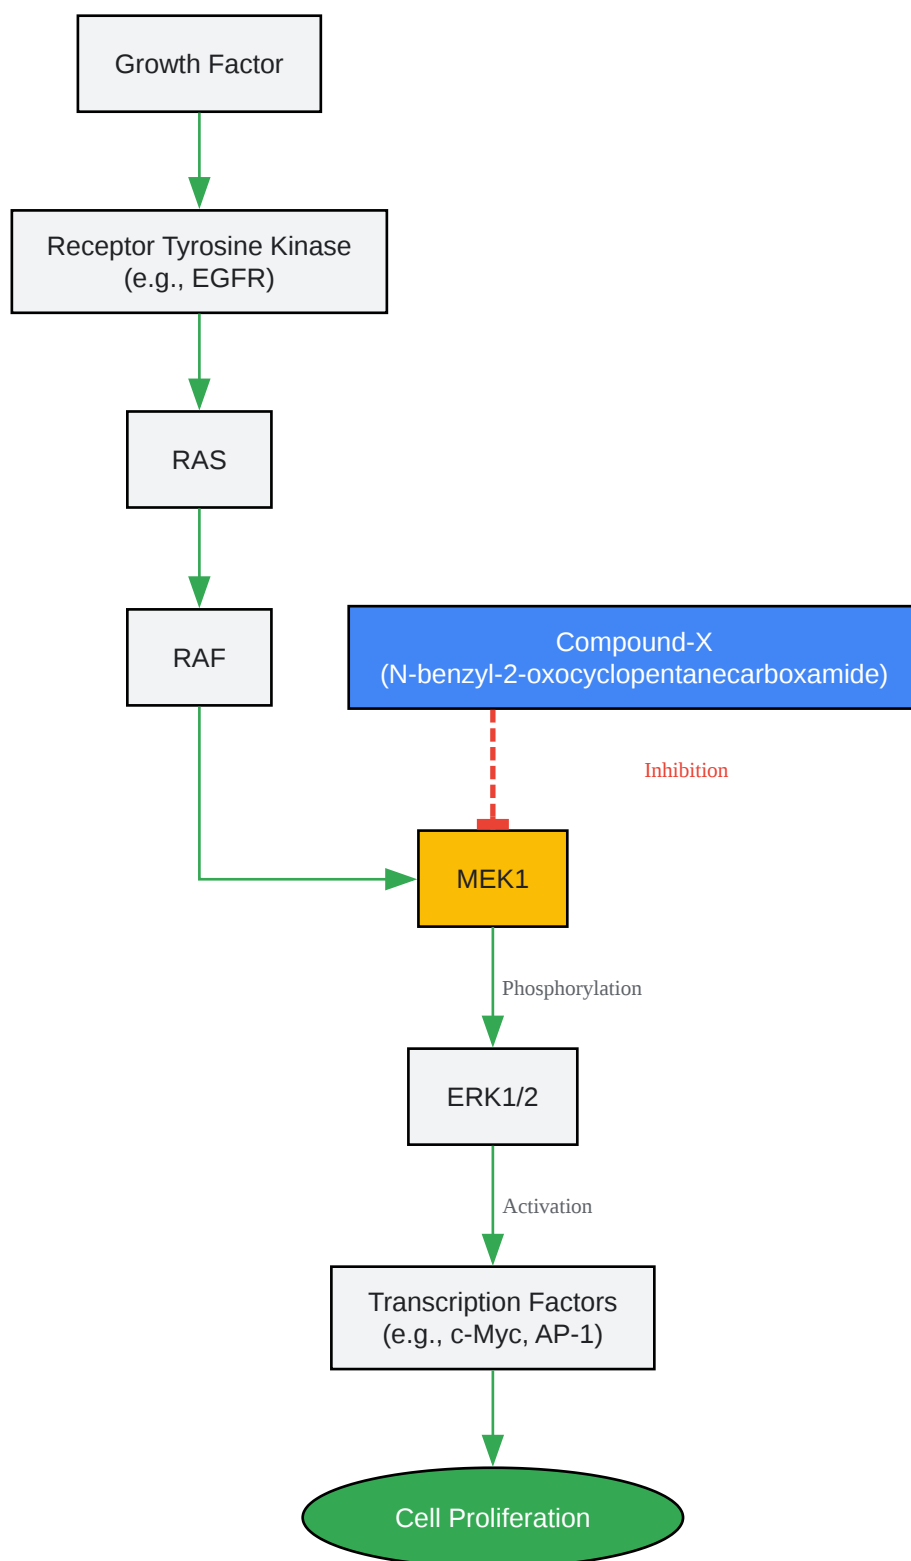 Growth Factor
Receptor Tyrosine Kinase
(e.g., EGFR)
RAS
RAF
Compound-X
(N-benzyl-2-oxocyclopentanecarboxamide)
Inhibition
MEK1
Phosphorylation
ERK1/2
Activation
Transcription Factors
(e.g., c-Myc, AP-1)
Cell Proliferation